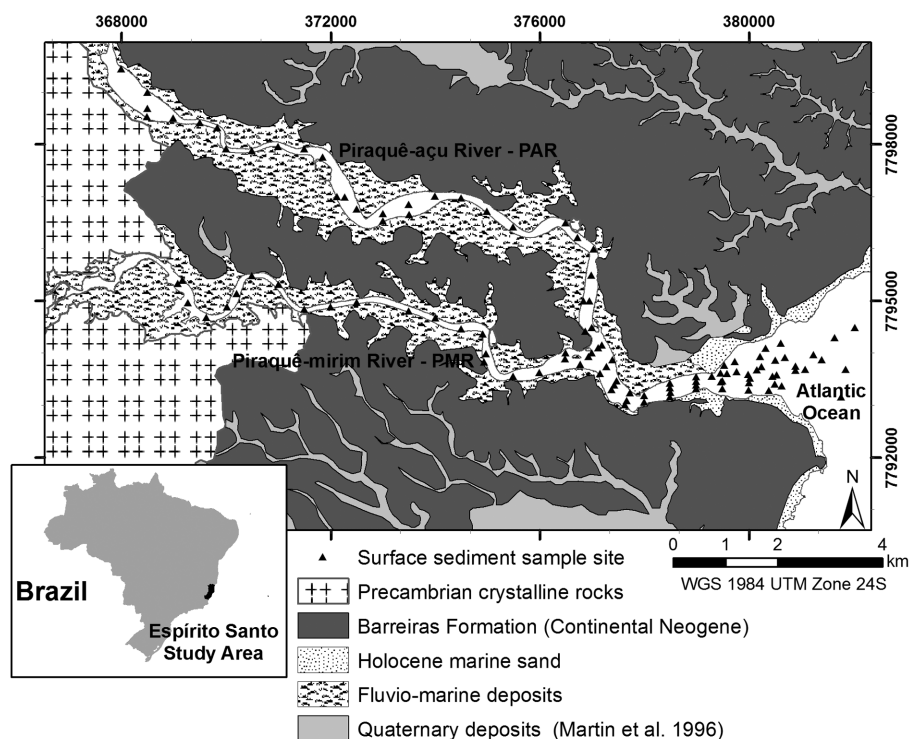 368000
372000
376000
380000
7798000
Piraquê-açu River - PAR
7795000
Piraquê-mirim River - PMR
Atlantic
Ocean
7792000
N
Brazil
Espírito Santo
Study Area
Surface sediment sample site
Precambrian crystalline rocks
Barreiras Formation (Continental Neogene)
Holocene marine sand
Fluvio-marine deposits
Quaternary deposits (Martin et al. 1996)
0 1 2 4
km
WGS 1984 UTM Zone 24S